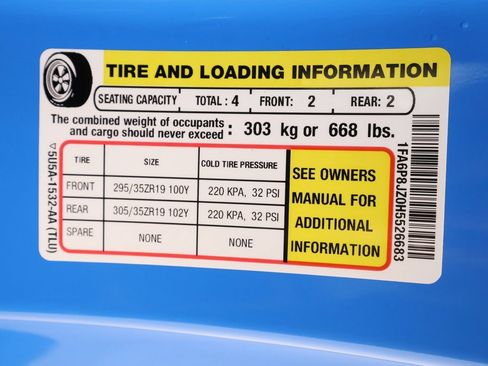 TIRE AND LOADING INFORMATION
SEATING CAPACITY TOTAL : 4 FRONT: 2 REAR: 2
The combined weight of occupants
and cargo should never exceed : 303 kg or 668 lbs.
TIRE SIZE COLD TIRE PRESSURE
FRONT 295/35ZR19 100Y 220 KPA, 32 PSI
REAR 305/35ZR19 102Y 220 KPA, 32 PSI
SPARE NONE NONE
SEE OWNERS
MANUAL FOR
ADDITIONAL
INFORMATION
▽5U5A-1532-AA (TLU)
1FA6P8JZ0H5526683